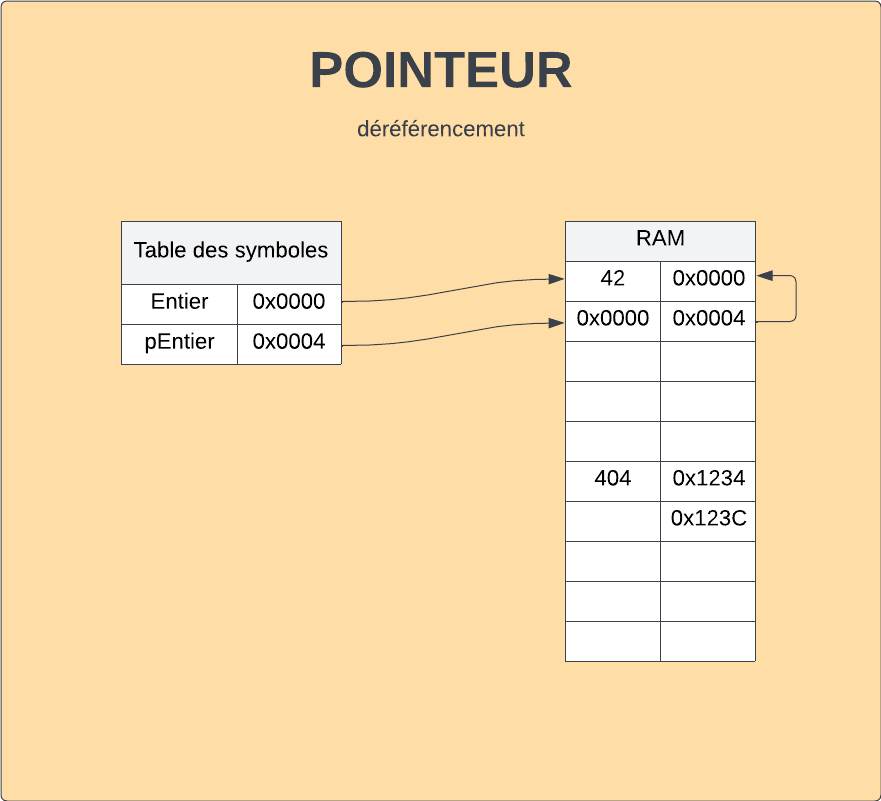 POINTEUR
déréférencement
Table des symboles
Entier 0x0000
pEntier 0x0004
RAM
42 0x0000
0x0000 0x0004
404 0x1234
0x123C